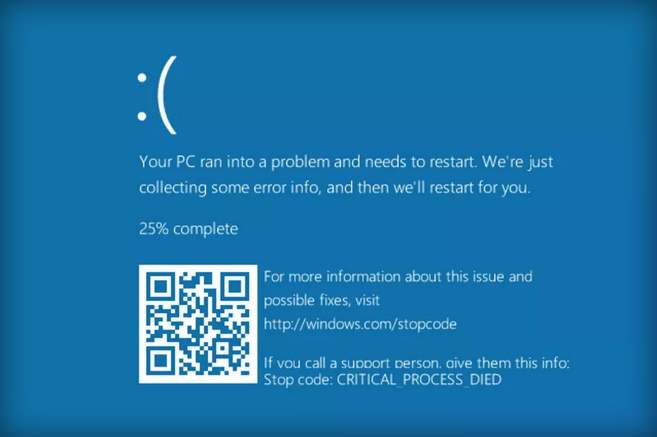 :(
Your PC ran into a problem and needs to restart. We're just
collecting some error info, and then we'll restart for you.
25% complete
For more information about this issue and
possible fixes, visit
http://windows.com/stopcode
If you call a support person, give them this info:
Stop code: CRITICAL_PROCESS_DIED